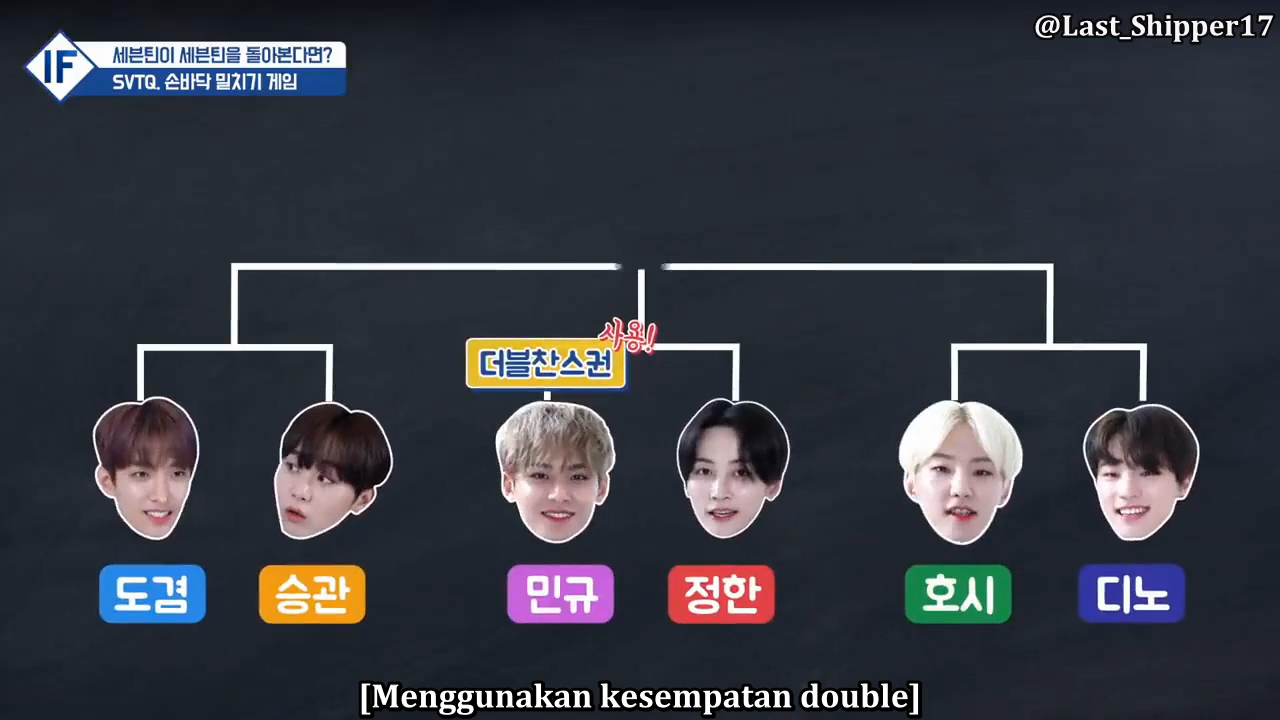 @Last_Shipper17
IF
세븐틴이 세븐틴을 돌아본다면?
SVTQ. 손바닥 밀치기 게임
사용!
더블찬스권
도겸
승관
민규
정한
호시
디노
[Menggunakan kesempatan double]